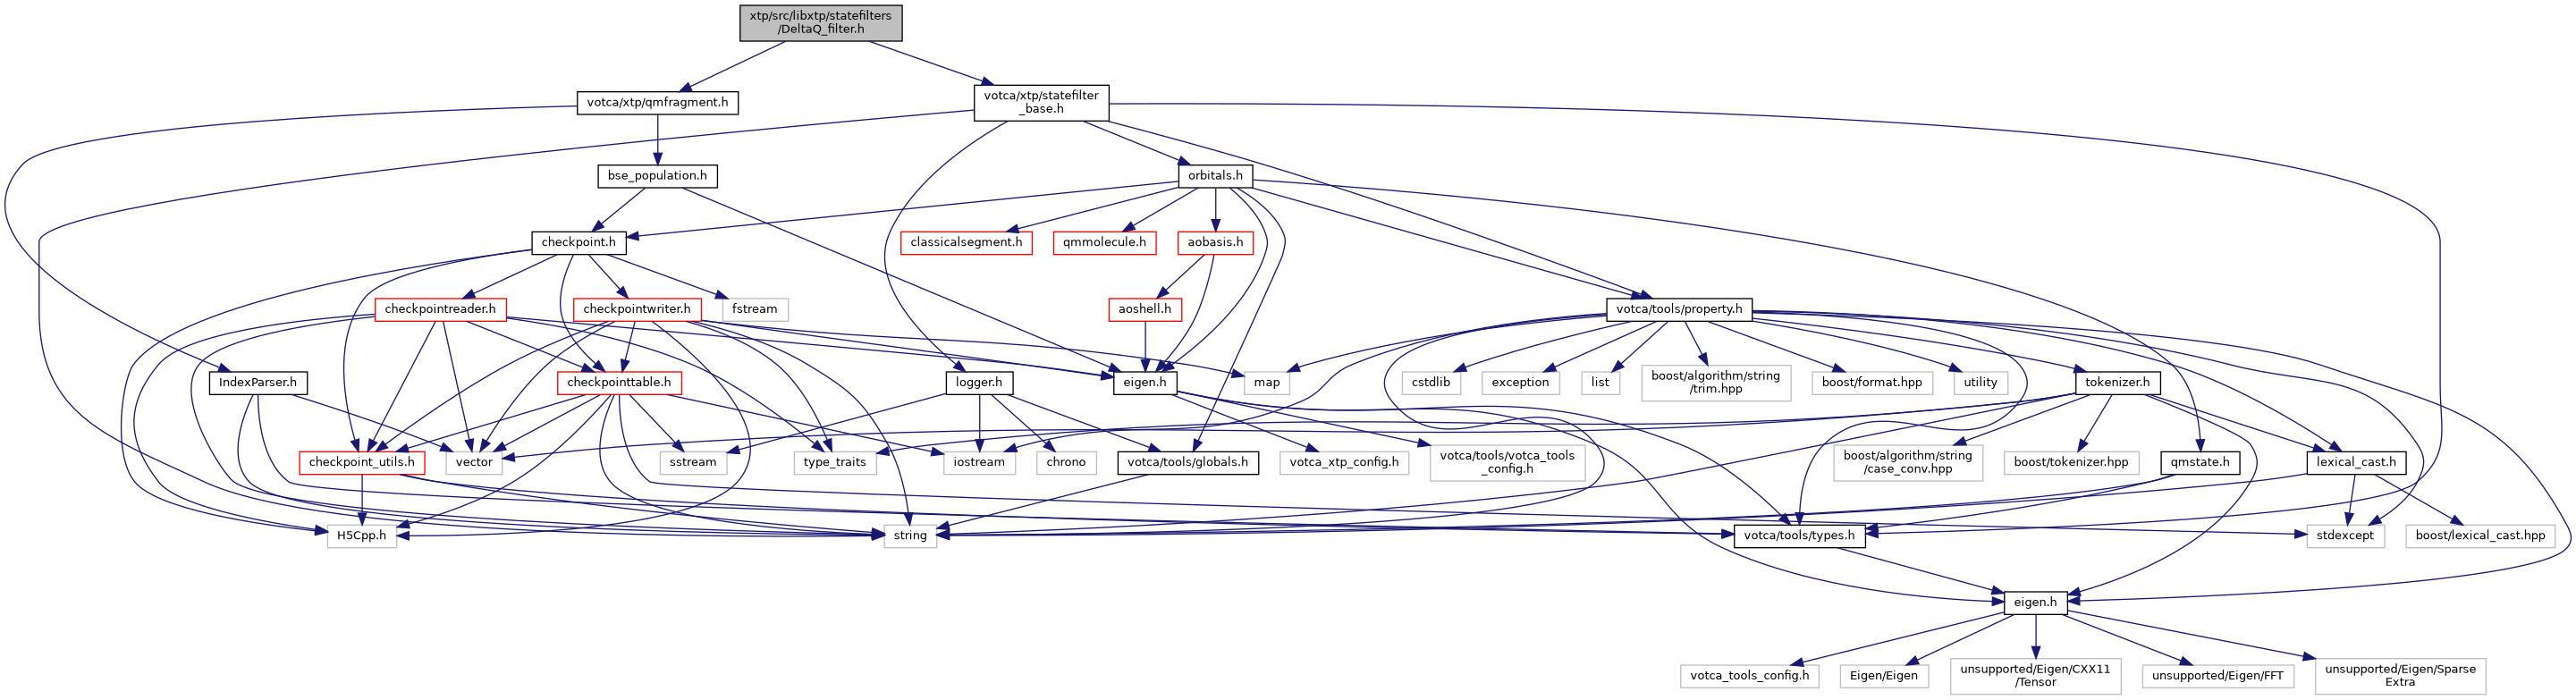 xtp/src/libxtp/statefilters
/DeltaQ_filter.h
votca/xtp/qmfragment.h
votca/xtp/statefilter
_base.h
bse_population.h
orbitals.h
checkpoint.h
classicalsegment.h
qmmolecule.h
aobasis.h
checkpointreader.h
checkpointwriter.h
fstream
aoshell.h
votca/tools/property.h
IndexParser.h
checkpointtable.h
logger.h
eigen.h
map
cstdlib
exception
list
boost/algorithm/string
/trim.hpp
boost/format.hpp
utility
tokenizer.h
checkpoint_utils.h
vector
sstream
type_traits
iostream
chrono
votca/tools/globals.h
votca_xtp_config.h
votca/tools/votca_tools
_config.h
boost/algorithm/string
/case_conv.hpp
boost/tokenizer.hpp
qmstate.h
lexical_cast.h
H5Cpp.h
string
votca/tools/types.h
stdexcept
boost/lexical_cast.hpp
eigen.h
votca_tools_config.h
Eigen/Eigen
unsupported/Eigen/CXX11
/Tensor
unsupported/Eigen/FFT
unsupported/Eigen/Sparse
Extra